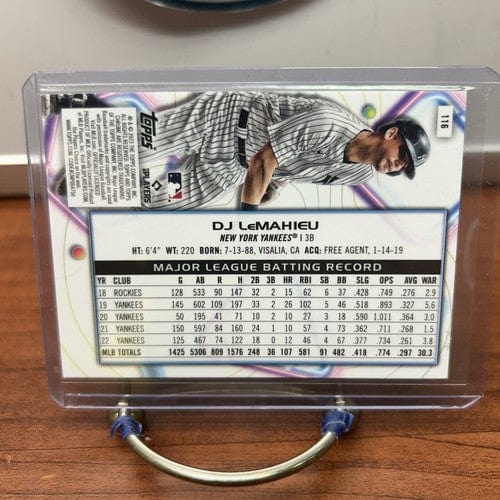 116
TOPPS
MLB PLAYERS
DJ LeMAHIEU
NEW YORK YANKEES® I 3B
HT: 6'4" WT: 220 BORN: 7-13-88, VISALIA, CA ACQ: FREE AGENT, 1-14-19
MAJOR LEAGUE BATTING RECORD
YR CLUB G AB R H 2B 3B HR RBI SB BB SLG OPS AVG WAR
18 ROCKIES 128 533 90 147 32 2 15 62 6 37 .428 .749 .276 2.9
19 YANKEES 145 602 109 197 33 2 26 102 5 46 .518 .893 .327 5.6
20 YANKEES 50 195 41 71 10 2 10 27 3 18 .590 1.011 .364 3.0
21 YANKEES 150 597 84 160 24 1 10 57 4 73 .362 .711 .268 1.5
22 YANKEES 125 467 74 122 18 0 12 46 4 67 .377 .734 .261 3.8
MLB TOTALS 1425 5306 809 1576 248 36 107 581 91 482 .418 .774 .297 30.3